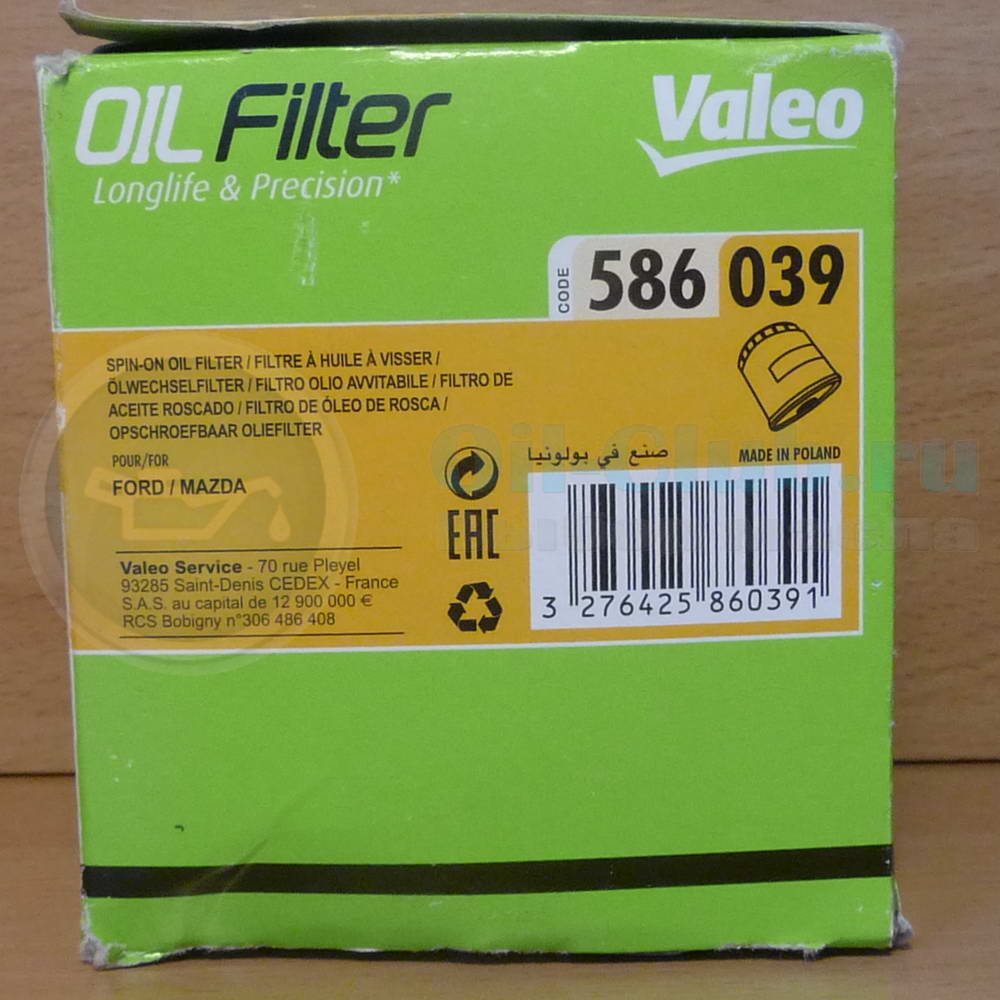 OIL Filter
Longlife & Precision*
Valeo
CODE 586 039
SPIN-ON OIL FILTER / FILTRE À HUILE À VISSER /
ÖLWECHSELFILTER / FILTRO OLIO AVVITABILE / FILTRO DE
ACEITE ROSCADO / FILTRO DE ÓLEO DE ROSCA /
OPSCHROEFBAAR OLIEFILTER
POUR/FOR
FORD / MAZDA
صنع في بولونيا
MADE IN POLAND
EAC
Valeo Service - 70 rue Pleyel
93285 Saint-Denis CEDEX - France
S.A.S. au capital de 12 900 000 €
RCS Bobigny n°306 486 408
3 276425 860391
Oil-Club.ru